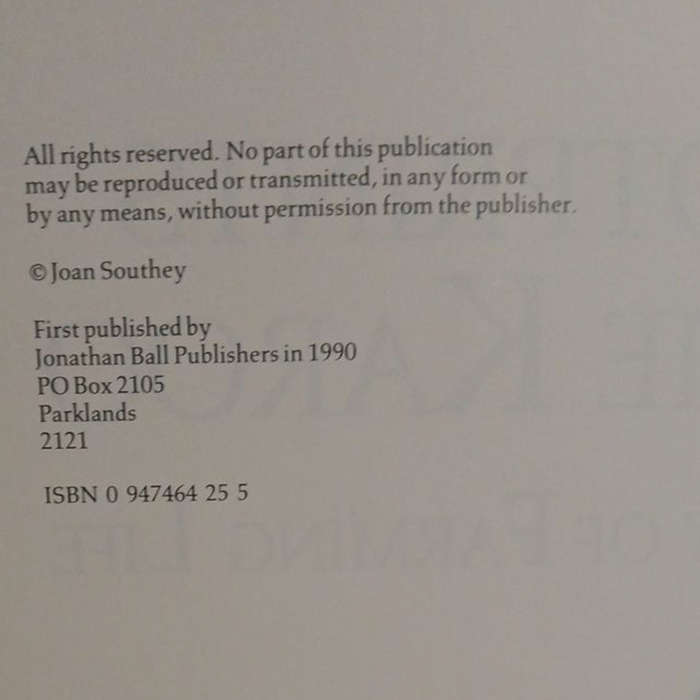 All rights reserved. No part of this publication
may be reproduced or transmitted, in any form or
by any means, without permission from the publisher.
© Joan Southey
First published by
Jonathan Ball Publishers in 1990
PO Box 2105
Parklands
2121
ISBN 0 947464 25 5